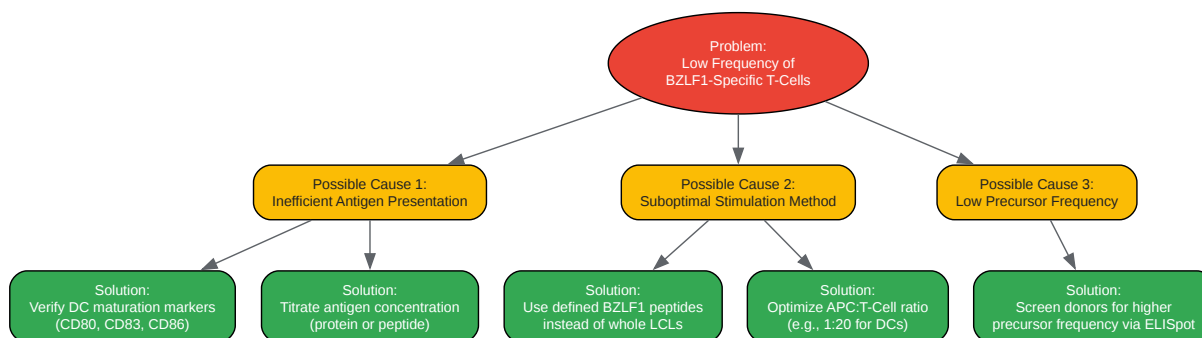 Problem:
Low Frequency of
BZLF1-Specific T-Cells
Possible Cause 1:
Inefficient Antigen Presentation
Possible Cause 2:
Suboptimal Stimulation Method
Possible Cause 3:
Low Precursor Frequency
Solution:
Verify DC maturation markers
(CD80, CD83, CD86)
Solution:
Titrate antigen concentration
(protein or peptide)
Solution:
Use defined BZLF1 peptides
instead of whole LCLs
Solution:
Optimize APC:T-Cell ratio
(e.g., 1:20 for DCs)
Solution:
Screen donors for higher
precursor frequency via ELISpot